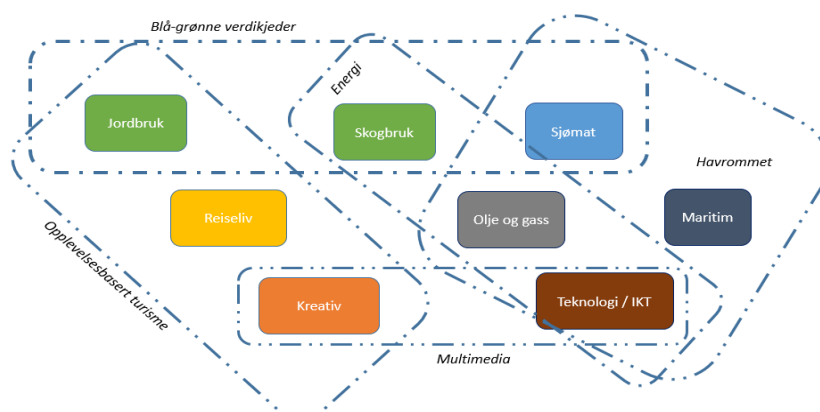 Blå-grønne verdikjeder
Energi
Jordbruk
Skogbruk
Sjømat
Havrommet
Reiseliv
Olje og gass
Maritim
Opplevelsesbasert turisme
Kreativ
Teknologi / IKT
Multimedia